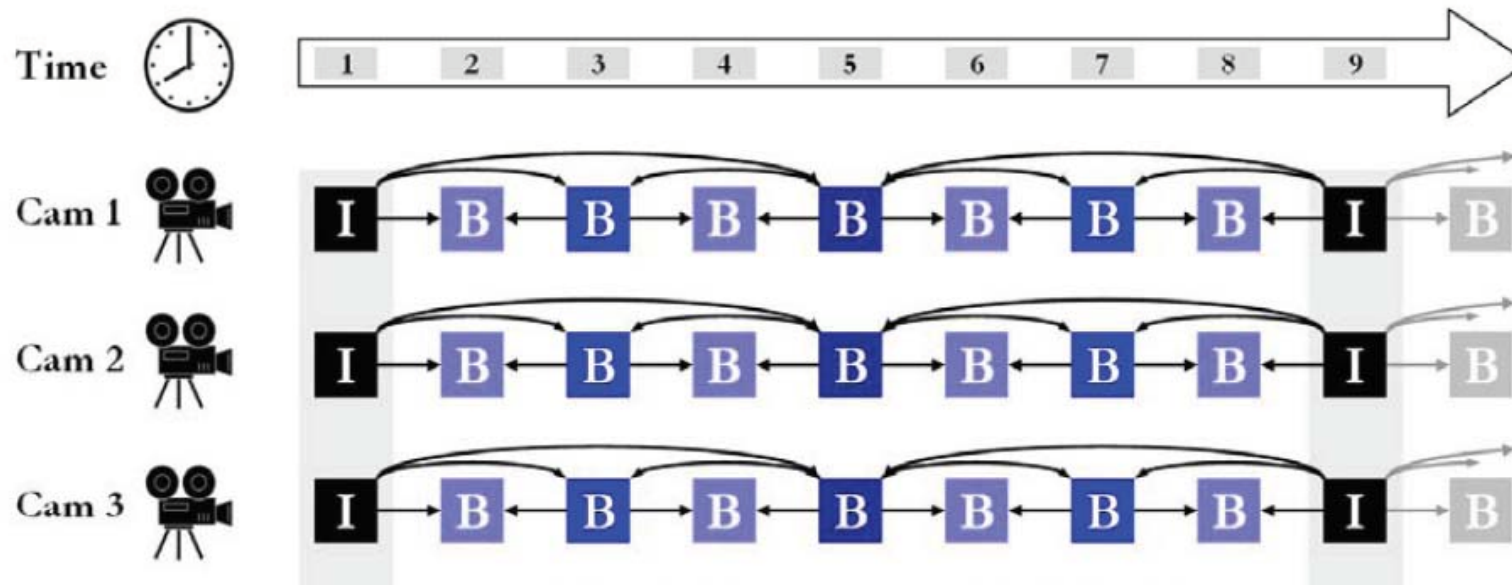 Time 1 2 3 4 5 6 7 8 9
Cam 1 I B B B B B B B I B
Cam 2 I B B B B B B B I B
Cam 3 I B B B B B B B I B